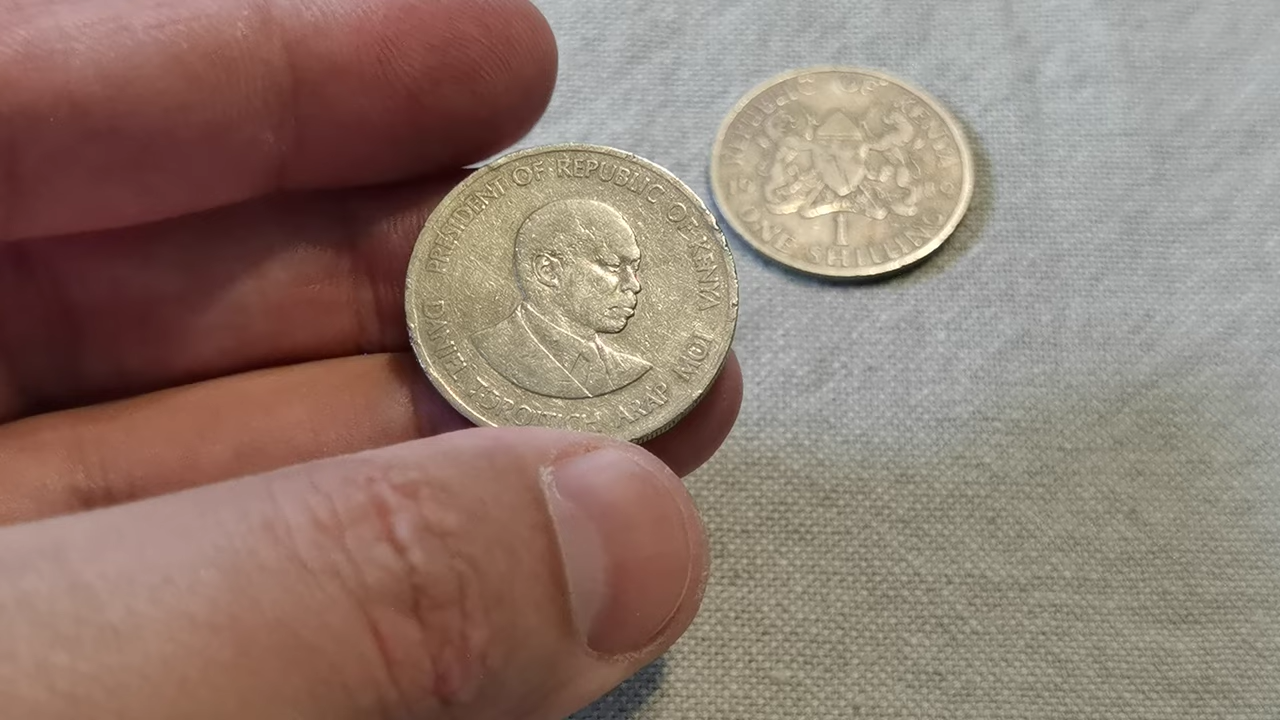 PRESIDENT OF REPUBLIC OF KENYA
DANIEL TOROITICH ARAP MOI
REPUBLIC OF KENYA
1
ONE SHILLING